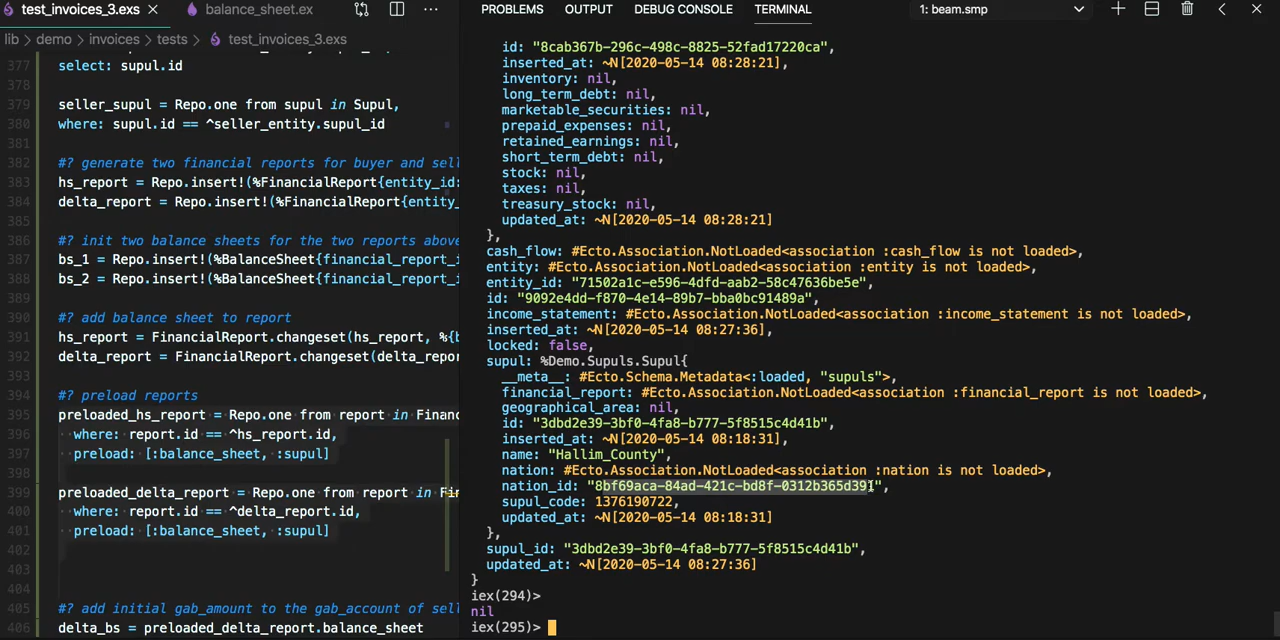 test_invoices_3.exs
balance_sheet.ex
PROBLEMS OUTPUT DEBUG CONSOLE TERMINAL 1: beam.smp
lib > demo > invoices > tests > test_invoices_3.exs
377 select: supul.id
378
379 seller_supul = Repo.one from supul in Supul,
380 where: supul.id == ^seller_entity.supul_id
381
382 #? generate two financial reports for buyer and sell
383 hs_report = Repo.insert!(%FinancialReport{entity_id:
384 delta_report = Repo.insert!(%FinancialReport{entity_
385
386 #? init two balance sheets for the two reports above
387 bs_1 = Repo.insert!(%BalanceSheet{financial_report_i
388 bs_2 = Repo.insert!(%BalanceSheet{financial_report_i
389
390 #? add balance sheet to report
391 hs_report = FinancialReport.changeset(hs_report, %{b
392 delta_report = FinancialReport.changeset(delta_repor
393
394 #? preload reports
395 preloaded_hs_report = Repo.one from report in Financ
396 where: report.id == ^hs_report.id,
397 preload: [:balance_sheet, :supul]
398
399 preloaded_delta_report = Repo.one from report in Fin
400 where: report.id == ^delta_report.id,
401 preload: [:balance_sheet, :supul]
402
403
404
405 #? add initial gab_amount to the gab_account of sell
406 delta_bs = preloaded_delta_report.balance_sheet
id: "8cab367b-296c-498c-8825-52fad17220ca",
inserted_at: ~N[2020-05-14 08:28:21],
inventory: nil,
long_term_debt: nil,
marketable_securities: nil,
prepaid_expenses: nil,
retained_earnings: nil,
short_term_debt: nil,
stock: nil,
taxes: nil,
treasury_stock: nil,
updated_at: ~N[2020-05-14 08:28:21]
},
cash_flow: #Ecto.Association.NotLoaded<association :cash_flow is not loaded>,
entity: #Ecto.Association.NotLoaded<association :entity is not loaded>,
entity_id: "71502a1c-e596-4dfd-aab2-58c47636be5e",
id: "9092e4dd-f870-4e14-89b7-bba0bc91489a",
income_statement: #Ecto.Association.NotLoaded<association :income_statement is not loaded>,
inserted_at: ~N[2020-05-14 08:27:36],
locked: false,
supul: %Demo.Supuls.Supul{
__meta__: #Ecto.Schema.Metadata<:loaded, "supuls">,
financial_report: #Ecto.Association.NotLoaded<association :financial_report is not loaded>,
geographical_area: nil,
id: "3dbd2e39-3bf0-4fa8-b777-5f8515c4d41b",
inserted_at: ~N[2020-05-14 08:18:31],
name: "Hallim_County",
nation: #Ecto.Association.NotLoaded<association :nation is not loaded>,
nation_id: "8bf69aca-84ad-421c-bd8f-0312b365d391",
supul_code: 1376190722,
updated_at: ~N[2020-05-14 08:18:31]
},
supul_id: "3dbd2e39-3bf0-4fa8-b777-5f8515c4d41b",
updated_at: ~N[2020-05-14 08:27:36]
}
iex(294)>
nil
iex(295)>